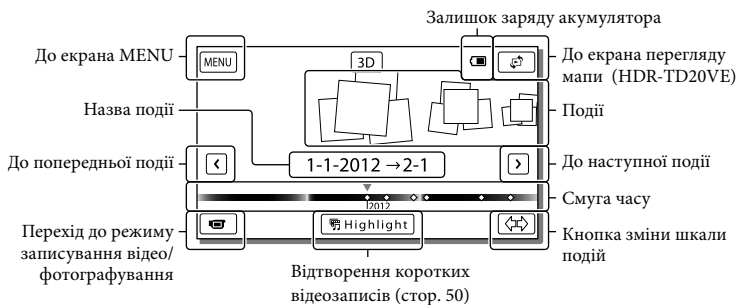 Залишок заряду акумулятора
До екрана MENU
MENU
3D
До екрана перегляду
мапи (HDR-TD20VE)
Назва події
Події
До попередньої події
1-1-2012 →2-1
До наступної події
2012
Смуга часу
Перехід до режиму
записування відео/
фотографування
Highlight
Кнопка зміни шкали
подій
Відтворення коротких
відеозаписів (стор. 50)